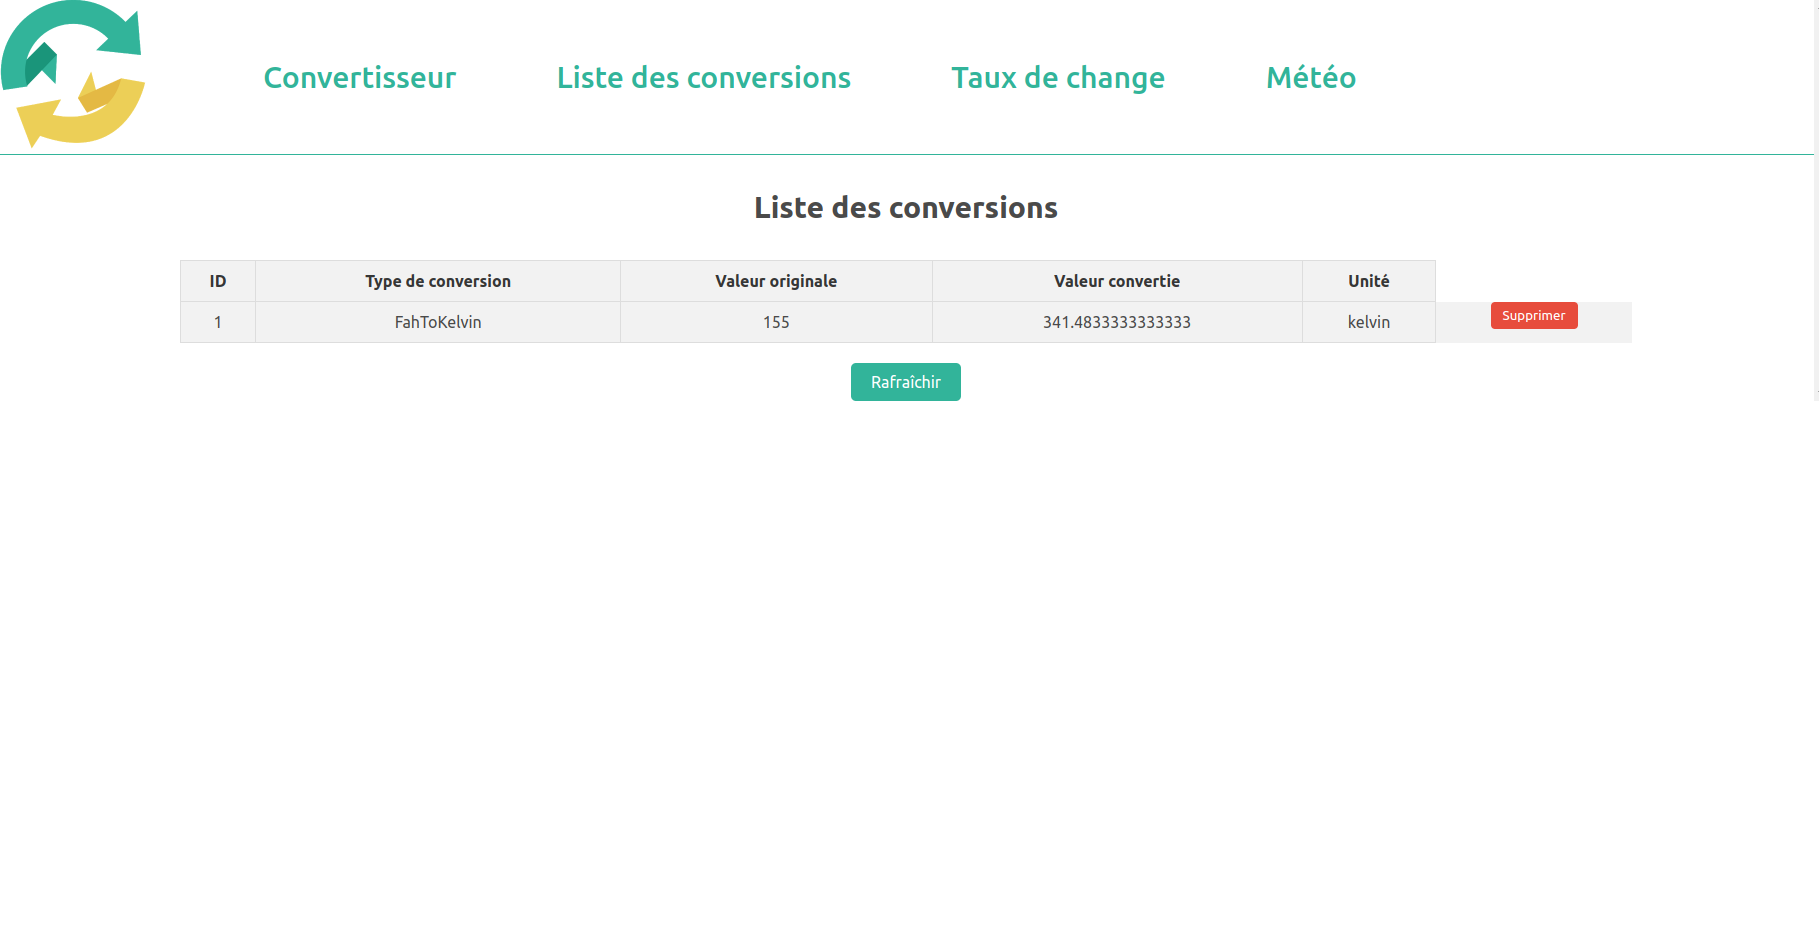 Convertisseur Liste des conversions Taux de change Météo
Liste des conversions
ID Type de conversion Valeur originale Valeur convertie Unité
1 FahToKelvin 155 341.4833333333333 kelvin Supprimer
Rafraîchir